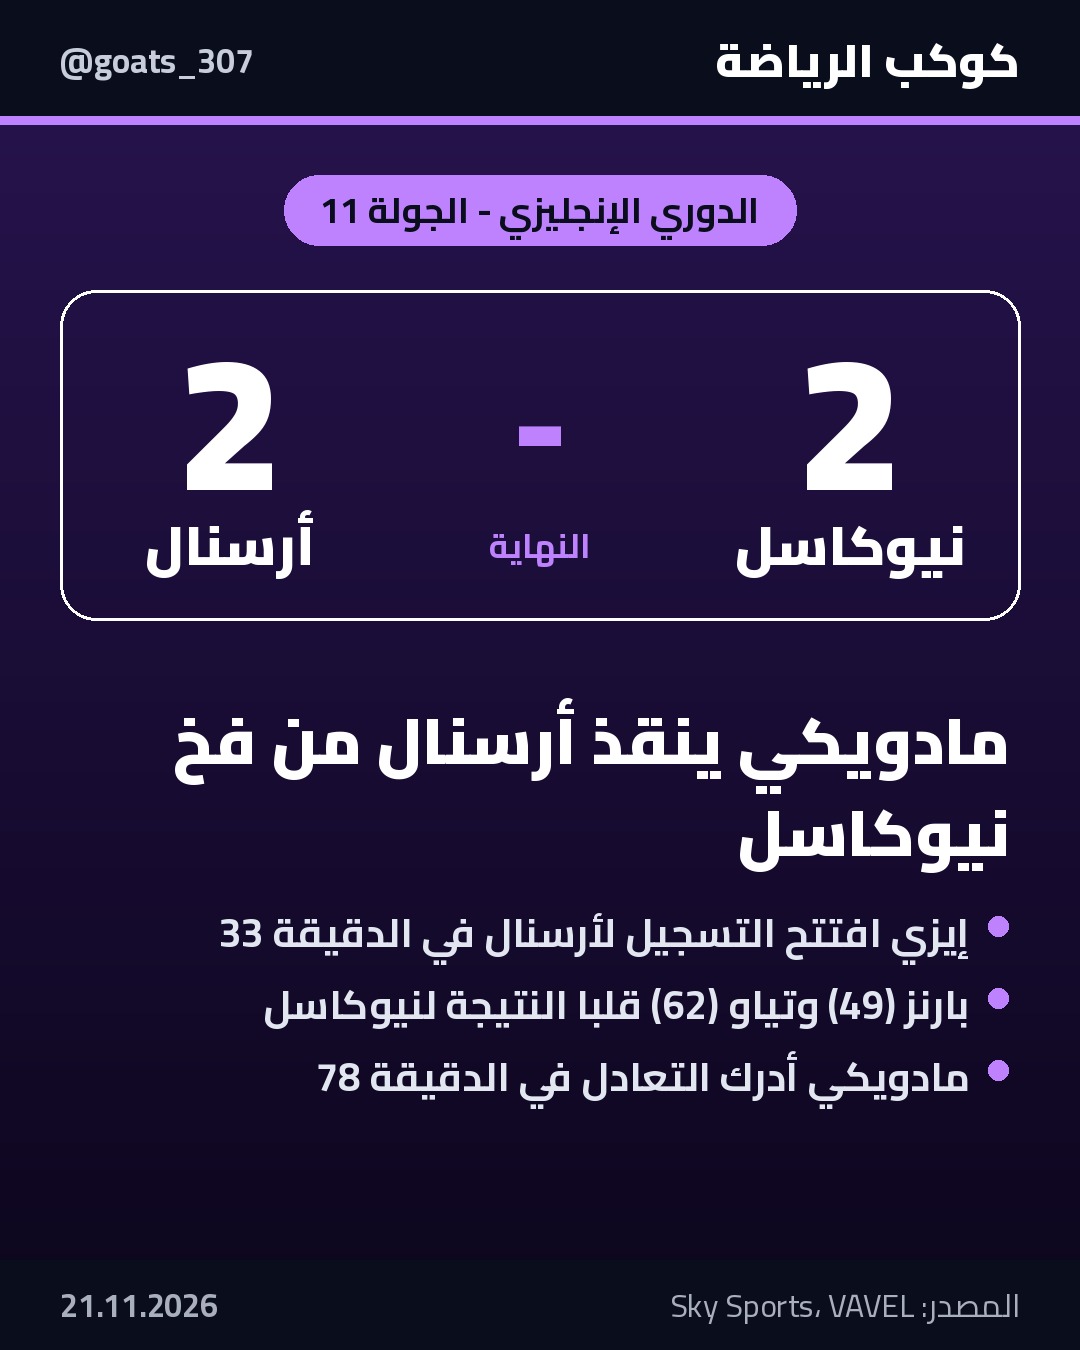 كوكب الرياضة
@goats_307
الدوري الإنجليزي - الجولة 11
2 - 2
نيوكاسل النهاية أرسنال
مادويكي ينقذ أرسنال من فخ
نيوكاسل
إيزي افتتح التسجيل لأرسنال في الدقيقة 33
بارنز (49) وتياو (62) قلبا النتيجة لنيوكاسل
مادويكي أدرك التعادل في الدقيقة 78
المصدر: Sky Sports، VAVEL
21.11.2026